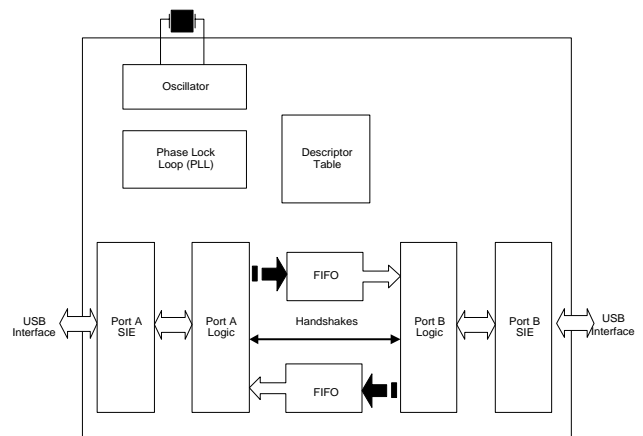 Oscillator
Phase Lock
Loop (PLL)
Descriptor
Table
USB
Interface
Port A
SIE
Port A
Logic
FIFO
Handshakes
FIFO
Port B
Logic
Port B
SIE
USB
Interface